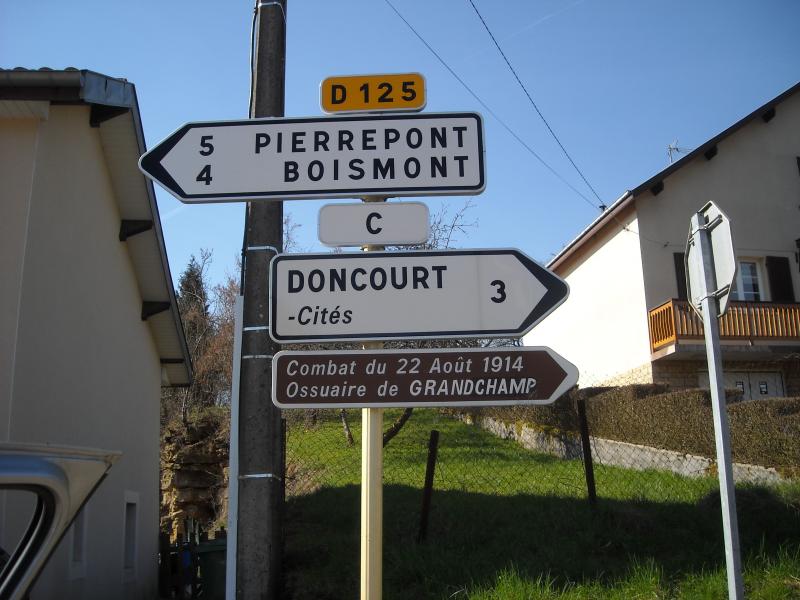 D 125
5 PIERREPONT
4 BOISMONT
C
DONCOURT 3
-Cités
Combat du 22 Août 1914
Ossuaire de GRANDCHAMP